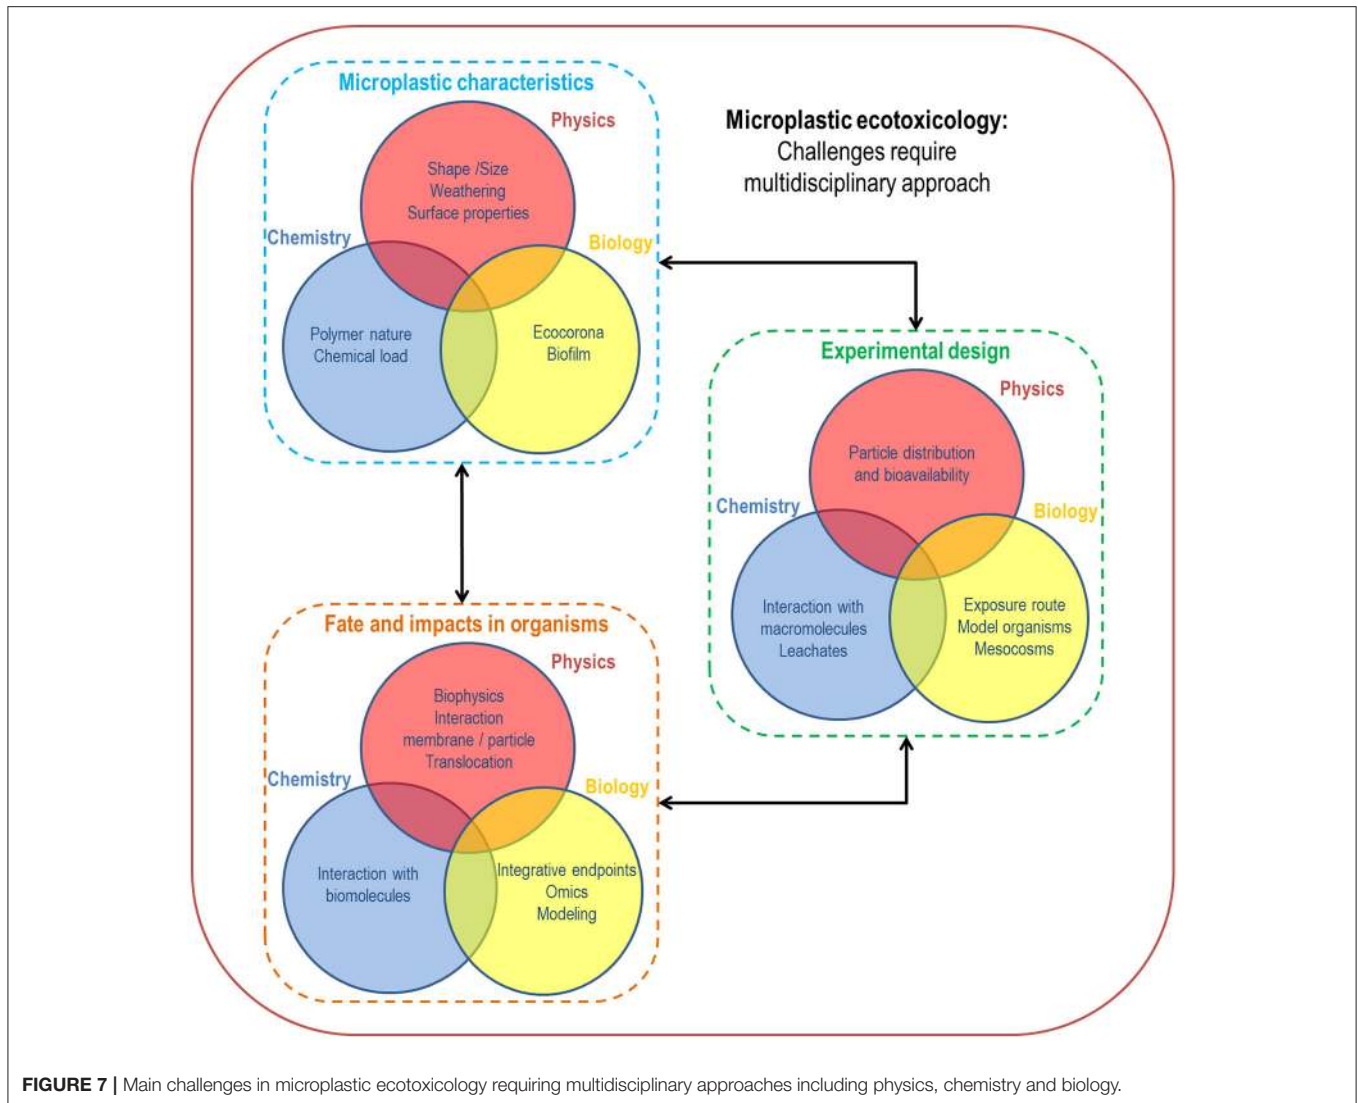 Microplastic characteristics
Physics
Shape /Size
Weathering
Surface properties
Chemistry
Biology
Polymer nature
Chemical load
Ecocorona
Biofilm
Microplastic ecotoxicology:
Challenges require
multidisciplinary approach
Experimental design
Physics
Particle distribution
and bioavailability
Chemistry
Biology
Interaction with
macromolecules
Leachates
Exposure route
Model organisms
Mesocosms
Fate and impacts in organisms
Physics
Biophysics
Interaction
membrane / particle
Translocation
Chemistry
Biology
Interaction with
biomolecules
Integrative endpoints
Omics
Modeling
FIGURE 7 | Main challenges in microplastic ecotoxicology requiring multidisciplinary approaches including physics, chemistry and biology.